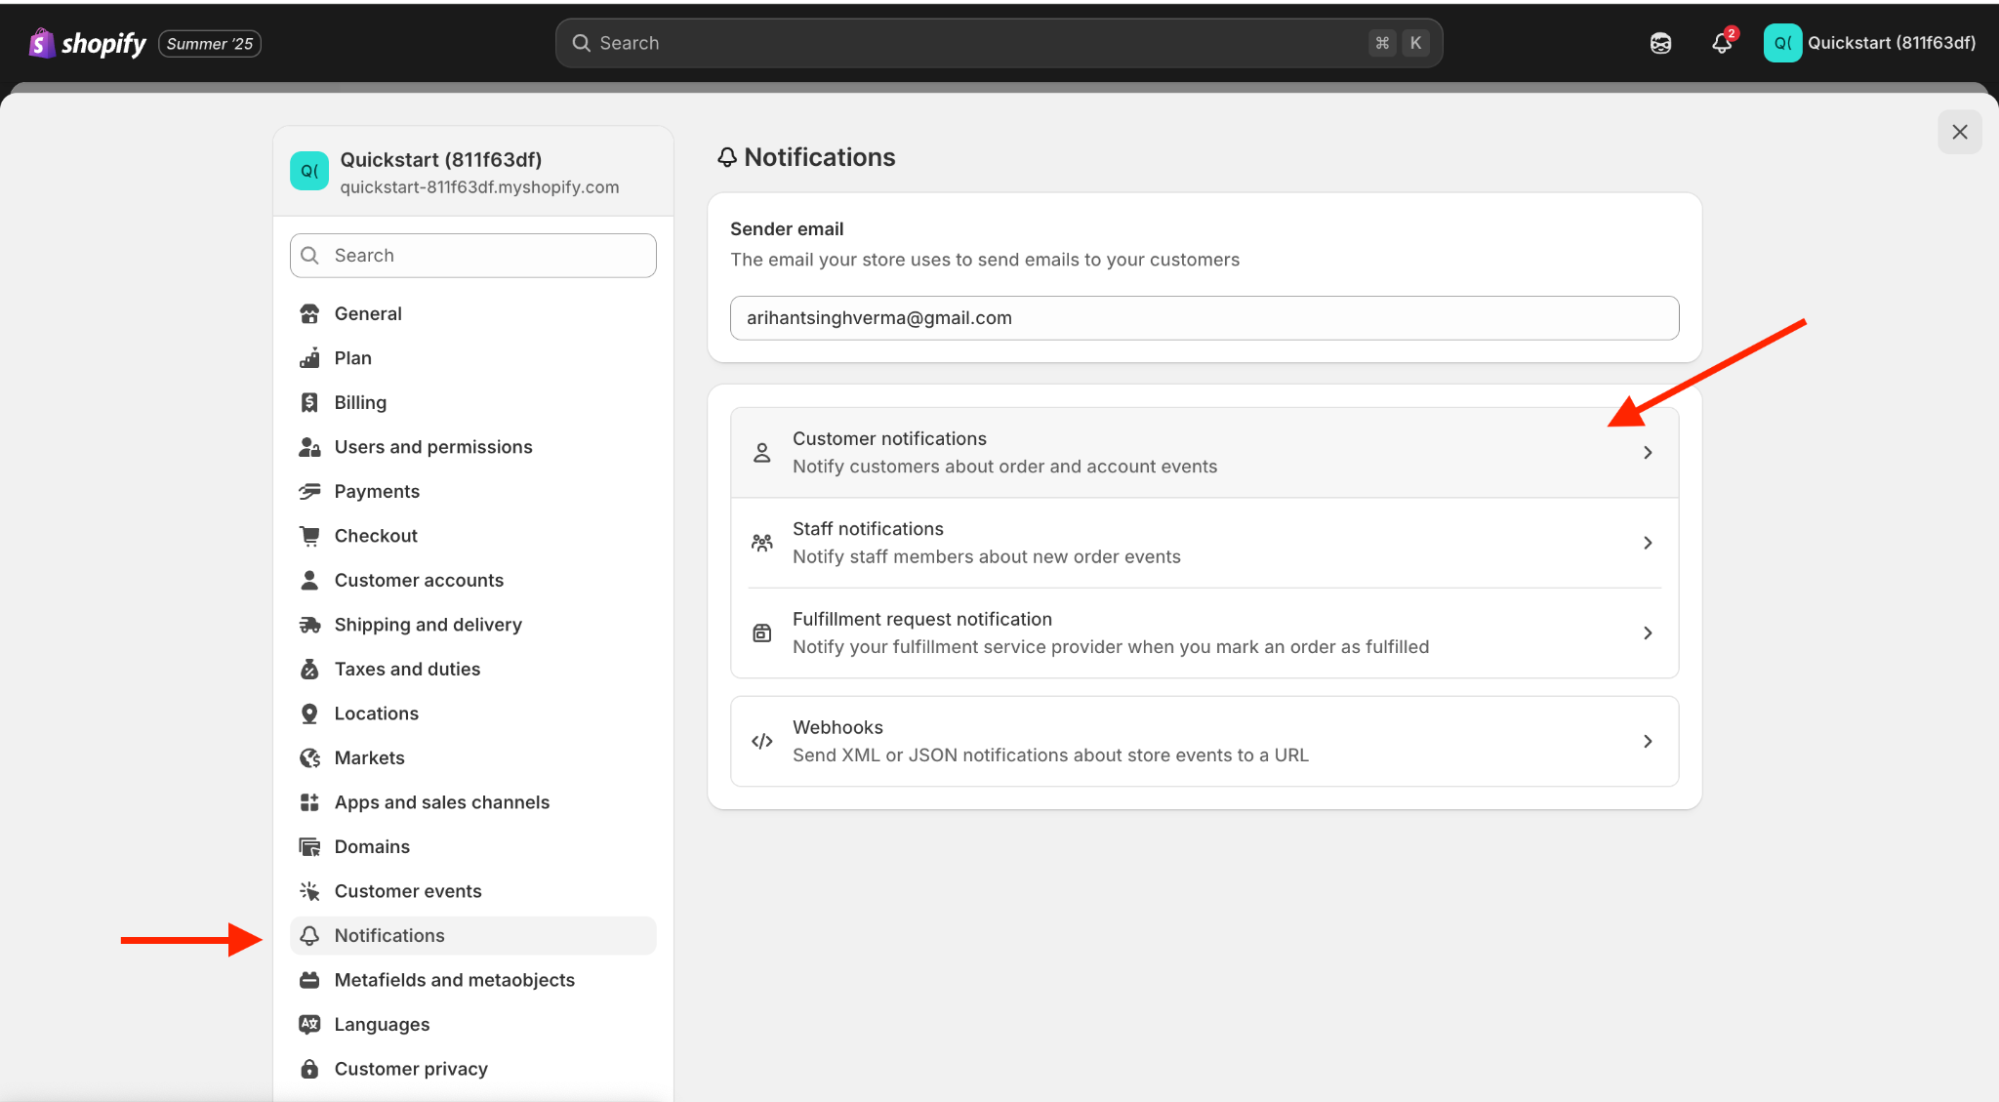 shopify Summer '25
Search ⌘ K
2
Q( Quickstart (811f63df)
Q( Quickstart (811f63df)
quickstart-811f63df.myshopify.com
Search
General
Plan
Billing
Users and permissions
Payments
Checkout
Customer accounts
Shipping and delivery
Taxes and duties
Locations
Markets
Apps and sales channels
Domains
Customer events
Notifications
Metafields and metaobjects
Languages
Customer privacy
Notifications
Sender email
The email your store uses to send emails to your customers
arihantsinghverma@gmail.com
Customer notifications
Notify customers about order and account events
Staff notifications
Notify staff members about new order events
Fulfillment request notification
Notify your fulfillment service provider when you mark an order as fulfilled
Webhooks
Send XML or JSON notifications about store events to a URL